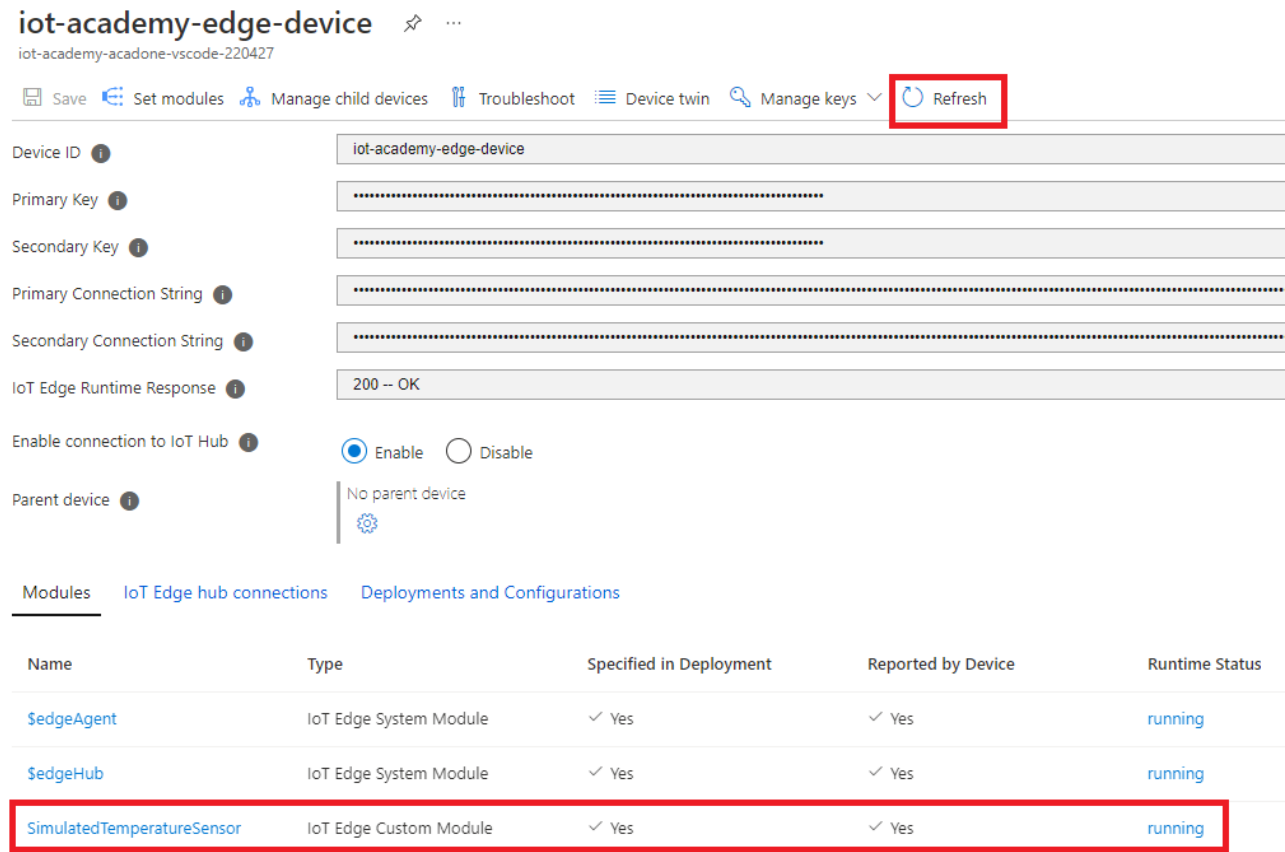 iot-academy-edge-device
iot-academy-acadone-vscode-220427
Save Set modules Manage child devices Troubleshoot Device twin Manage keys Refresh
Device ID iot-academy-edge-device
Primary Key
Secondary Key
Primary Connection String
Secondary Connection String
IoT Edge Runtime Response 200 -- OK
Enable connection to IoT Hub Enable Disable
Parent device No parent device
Modules IoT Edge hub connections Deployments and Configurations
Name Type Specified in Deployment Reported by Device Runtime Status
$edgeAgent IoT Edge System Module Yes Yes running
$edgeHub IoT Edge System Module Yes Yes running
SimulatedTemperatureSensor IoT Edge Custom Module Yes Yes running